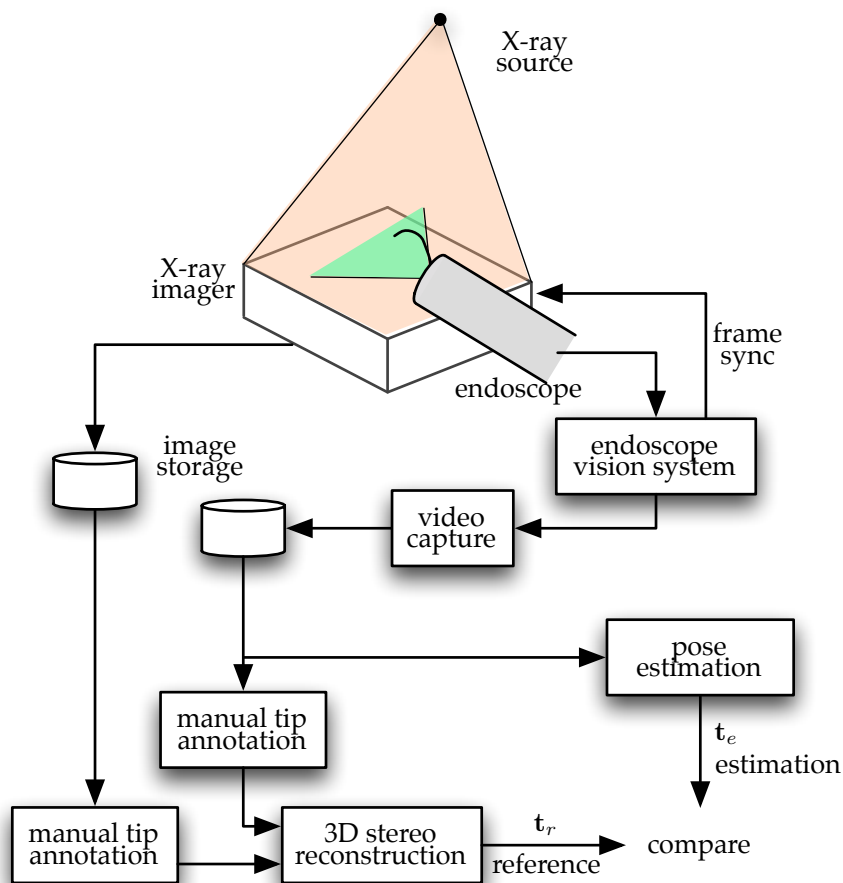 X-ray
source
X-ray
imager
frame
sync
endoscope
image
storage
endoscope
vision system
video
capture
pose
estimation
manual tip
annotation
t_e
estimation
manual tip
annotation
3D stereo
reconstruction
t_r
reference
compare